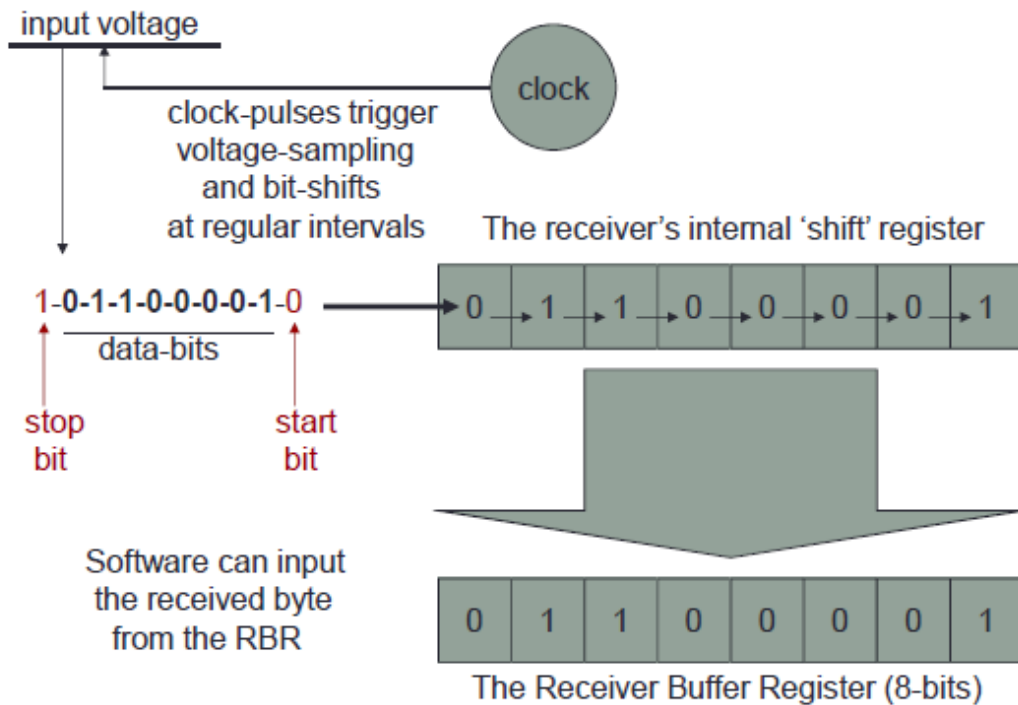 input voltage
clock
clock-pulses trigger
voltage-sampling
and bit-shifts
at regular intervals
The receiver's internal ‘shift’ register
1-0-1-1-0-0-0-0-1-0
0 1 1 0 0 0 0 1
data-bits
stop
bit
start
bit
Software can input
the received byte
from the RBR
0 1 1 0 0 0 0 1
The Receiver Buffer Register (8-bits)